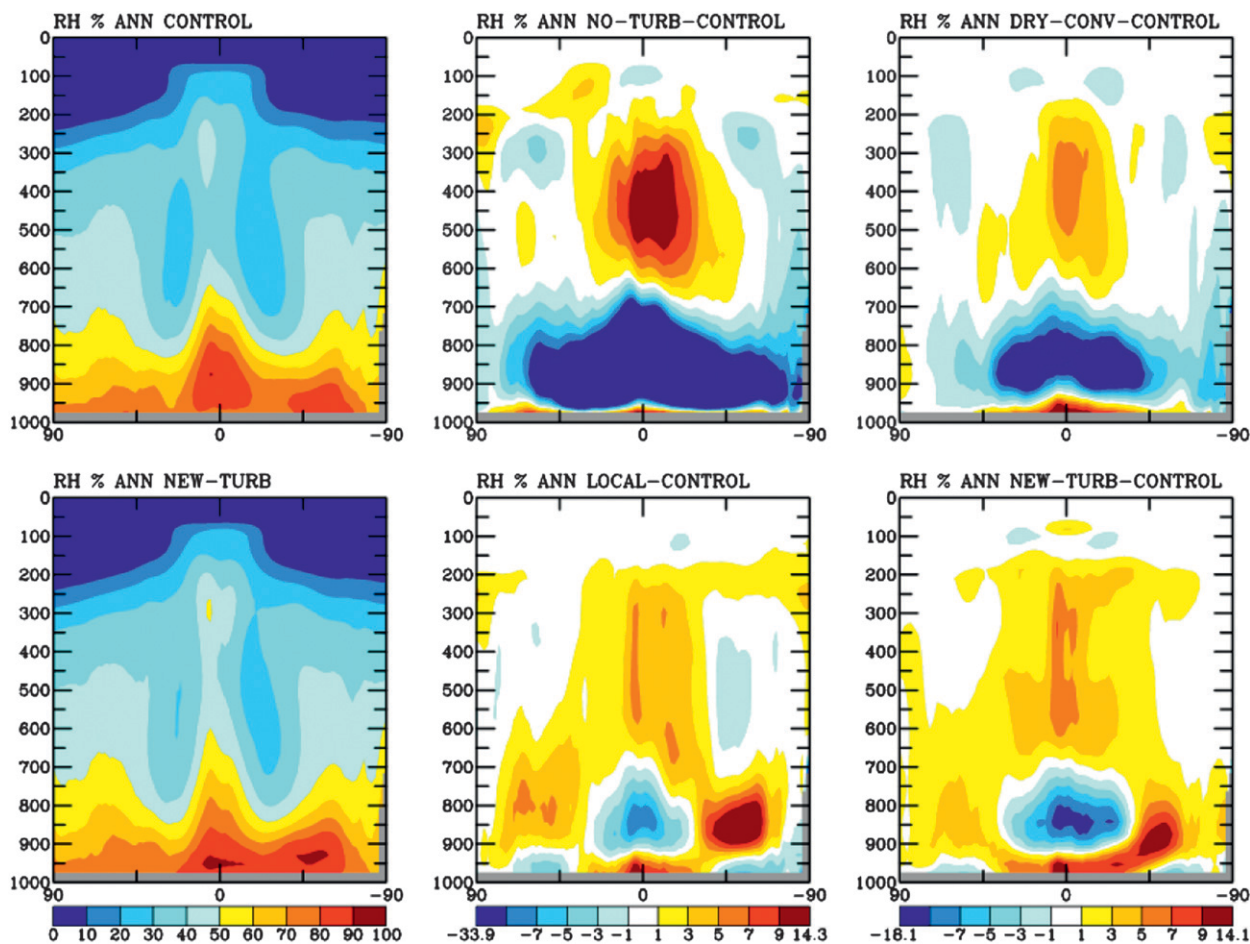 RH % ANN CONTROL
RH % ANN NO-TURB-CONTROL
RH % ANN DRY-CONV-CONTROL
0 0 0
100 100 100
200 200 200
300 300 300
400 400 400
500 500 500
600 600 600
700 700 700
800 800 800
900 900 900
1000 1000 1000
90 0 -90 90 0 -90 90 0 -90
RH % ANN NEW-TURB
RH % ANN LOCAL-CONTROL
RH % ANN NEW-TURB-CONTROL
0 0 0
100 100 100
200 200 200
300 300 300
400 400 400
500 500 500
600 600 600
700 700 700
800 800 800
900 900 900
1000 1000 1000
90 0 -90 90 0 -90 90 0 -90
0 10 20 30 40 50 60 70 80 90 100
-33.9 -7 -5 -3 -1 1 3 5 7 9 14.3
-18.1 -7 -5 -3 -1 1 3 5 7 9 14.1